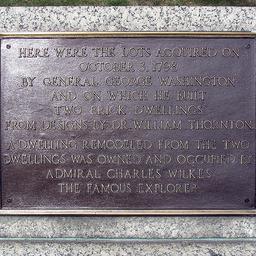 HERE WERE THE LOTS ACQUIRED ON
OCTOBER 3, 1798
BY GENERAL GEORGE WASHINGTON
AND ON WHICH HE BUILT
TWO BRICK DWELLINGS
FROM DESIGNS BY DR. WILLIAM THORNTON
A DWELLING REMODELED FROM THE TWO
DWELLINGS WAS OWNED AND OCCUPIED BY
ADMIRAL CHARLES WILKES
THE FAMOUS EXPLORER